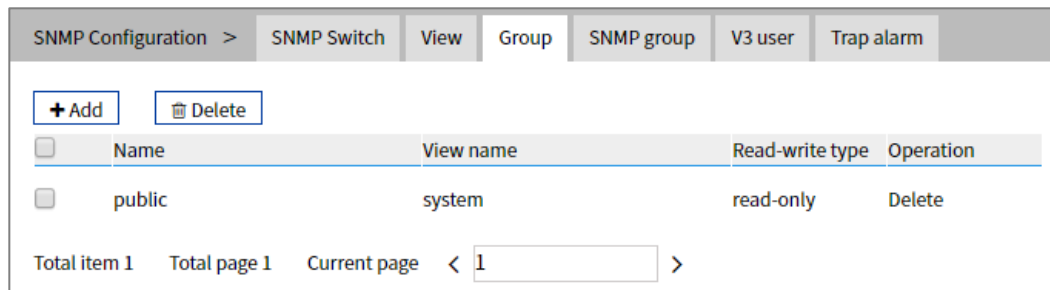 SNMP Configuration > SNMP Switch View Group SNMP group V3 user Trap alarm
+ Add Delete
Name View name Read-write type Operation
public system read-only Delete
Total item 1 Total page 1 Current page < 1 >